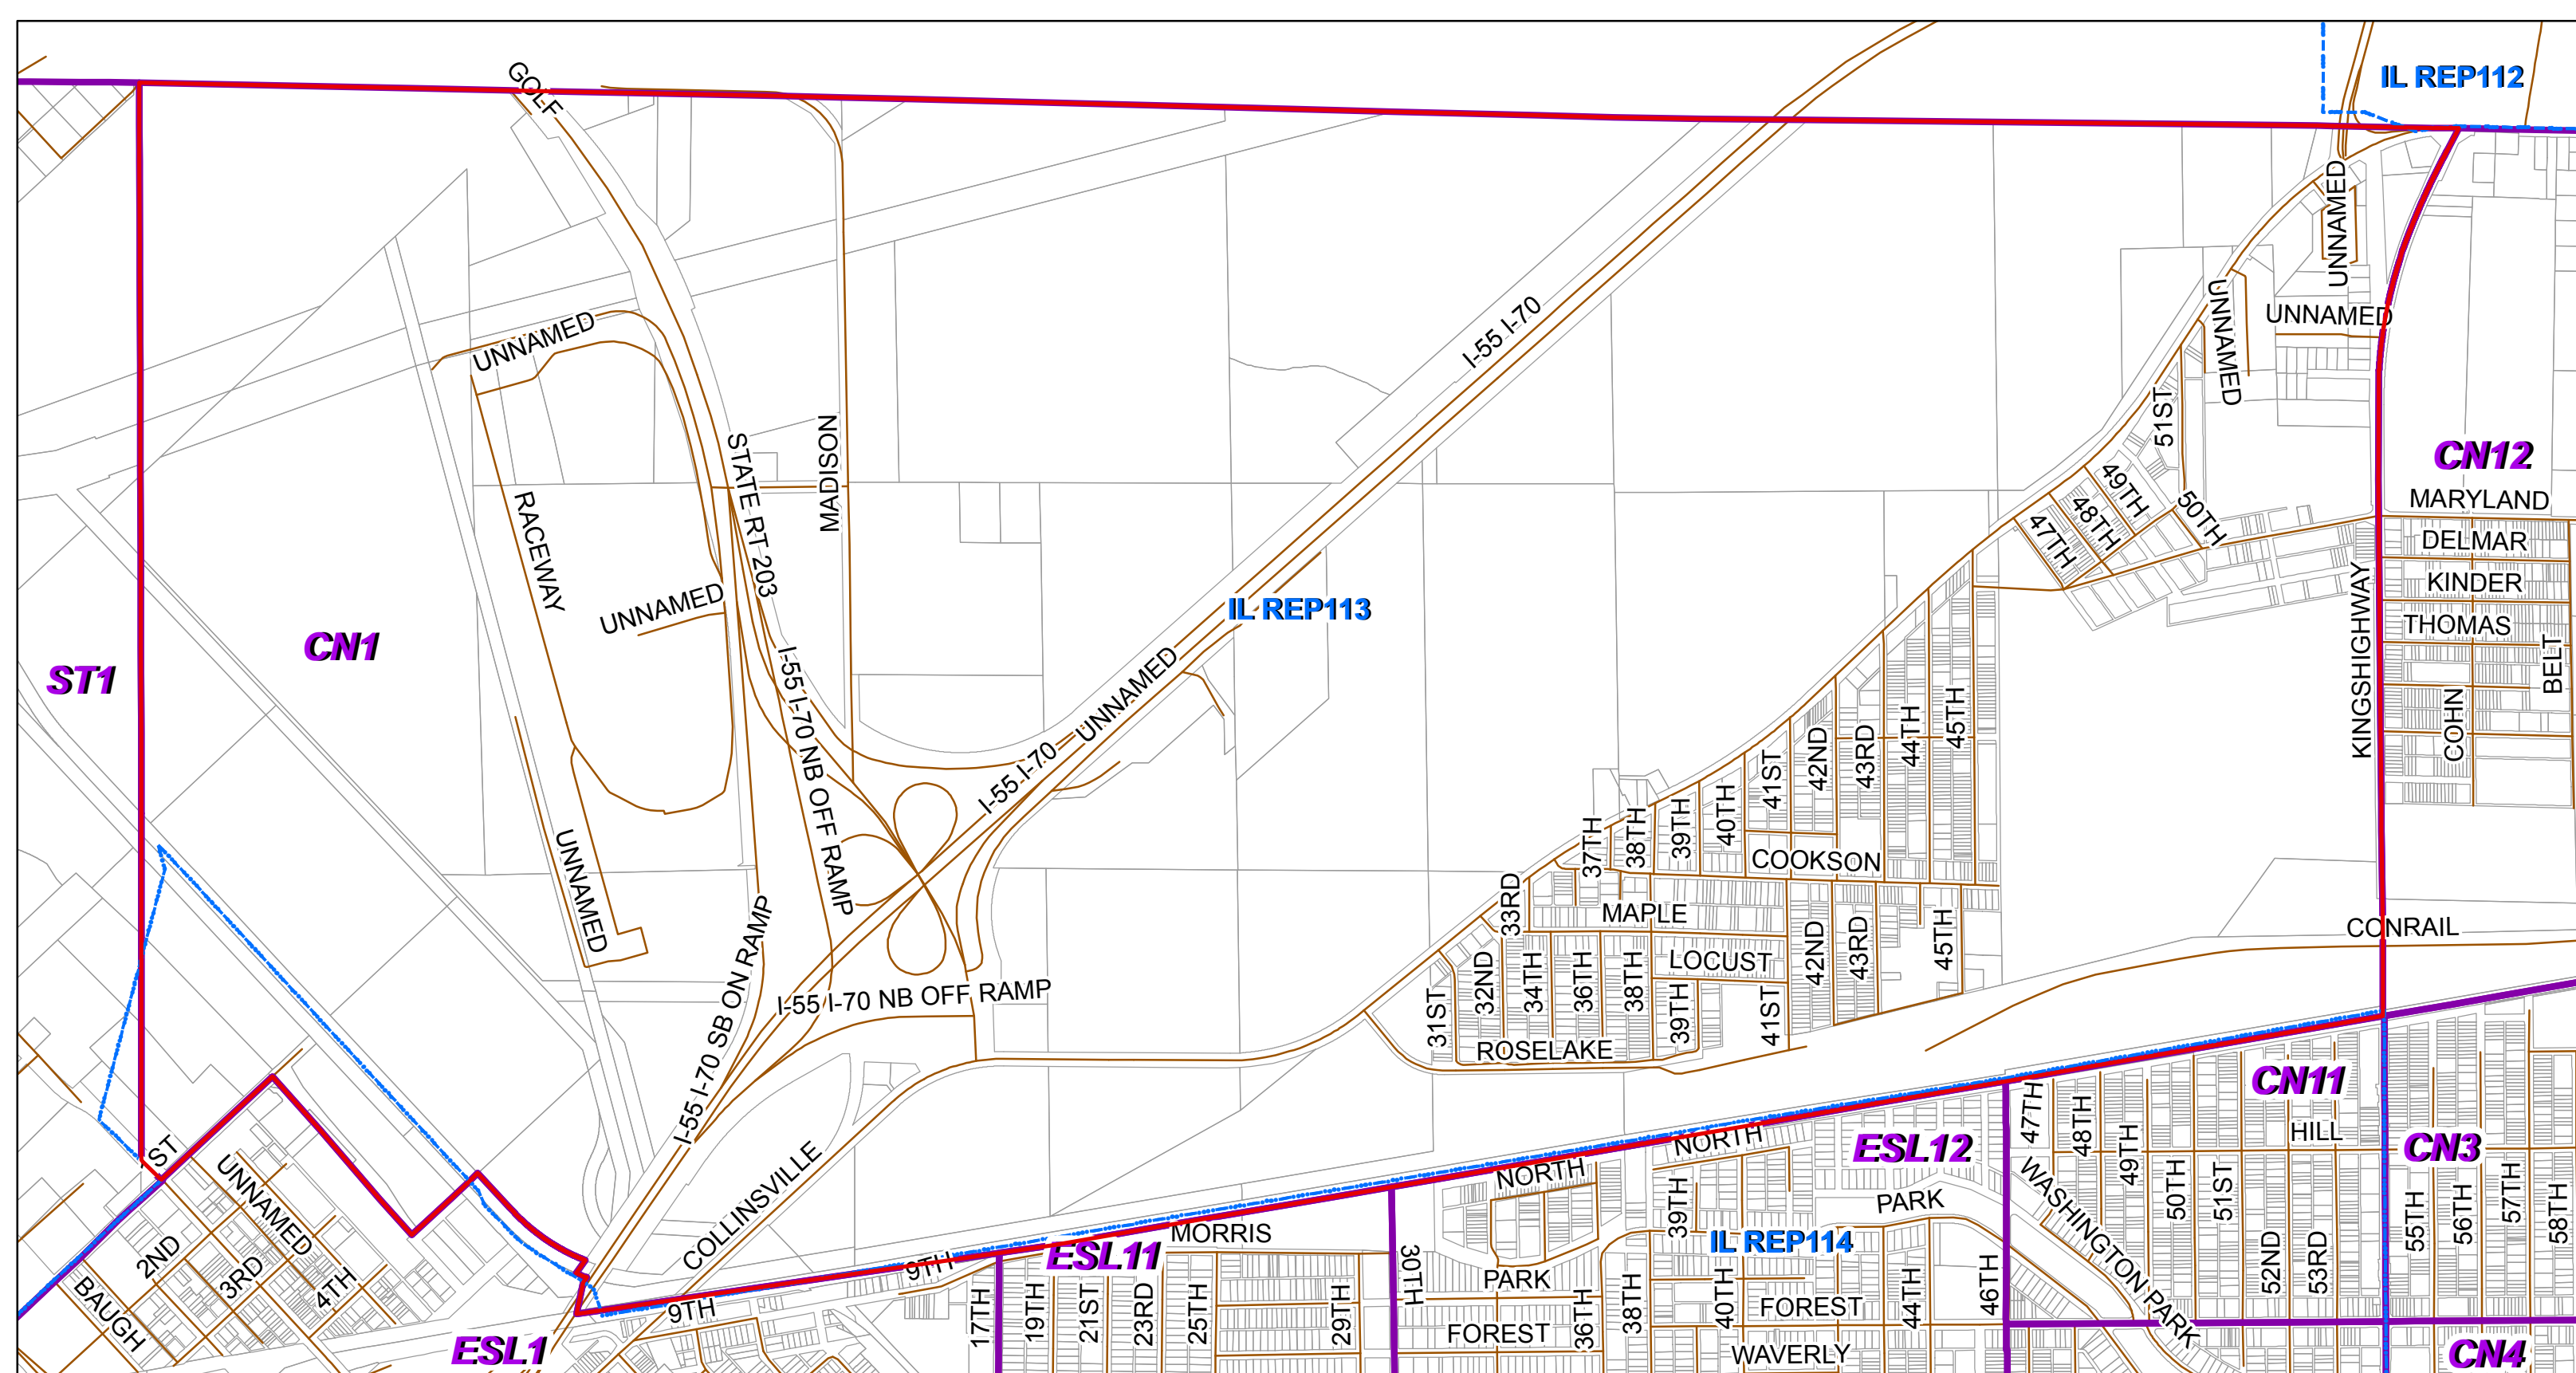 GOLF
IL REP112
UNNAMED
UNNAMED
UNNAMED
UNNAMED
I-55 I-70
51ST
CN12
MADISON
STATE RT 203
RACEWAY
49TH
48TH
47TH
50TH
MARYLAND
DELMAR
KINDER
THOMAS
KINGSHIGHWAY
BELT
COHN
UNNAMED
IL REP113
CN1
ST1
UNNAMED
I-55 I-70 NB OFF RAMP
I-55 I-70
45TH
44TH
43RD
42ND
41ST
40TH
39TH
38TH
37TH
COOKSON
UNNAMED
33RD
MAPLE
CONRAIL
I-55 I-70 SB ON RAMP
I-55 I-70 NB OFF RAMP
31ST
32ND
34TH
36TH
38TH
LOCUST
39TH
41ST
42ND
43RD
45TH
ROSELAKE
CN11
ST
UNNAMED
COLLINSVILLE
NORTH
NORTH
ESL12
47TH
48TH
49TH
HILL
CN3
50TH
51ST
52ND
53RD
55TH
56TH
57TH
58TH
WASHINGTON PARK
PARK
39TH
IL REP114
MORRIS
ESL11
9TH
2ND
3RD
4TH
BAUGH
9TH
ESL1
17TH
19TH
21ST
23RD
25TH
29TH
30TH
PARK
FOREST
36TH
38TH
40TH
FOREST
44TH
46TH
WAVERLY
CN4